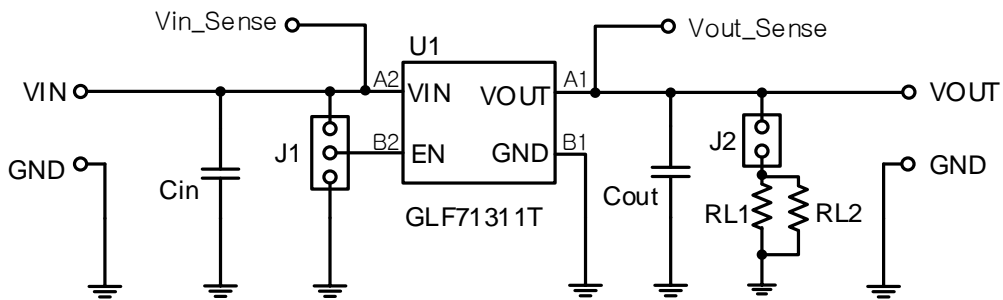 Vin_Sense
Vout_Sense
U1
VIN
A2
VIN
VOUT
A1
VOUT
J1
B2
EN
GND
B1
J2
GND
GND
Cin
Cout
RL1
RL2
GLF71311T